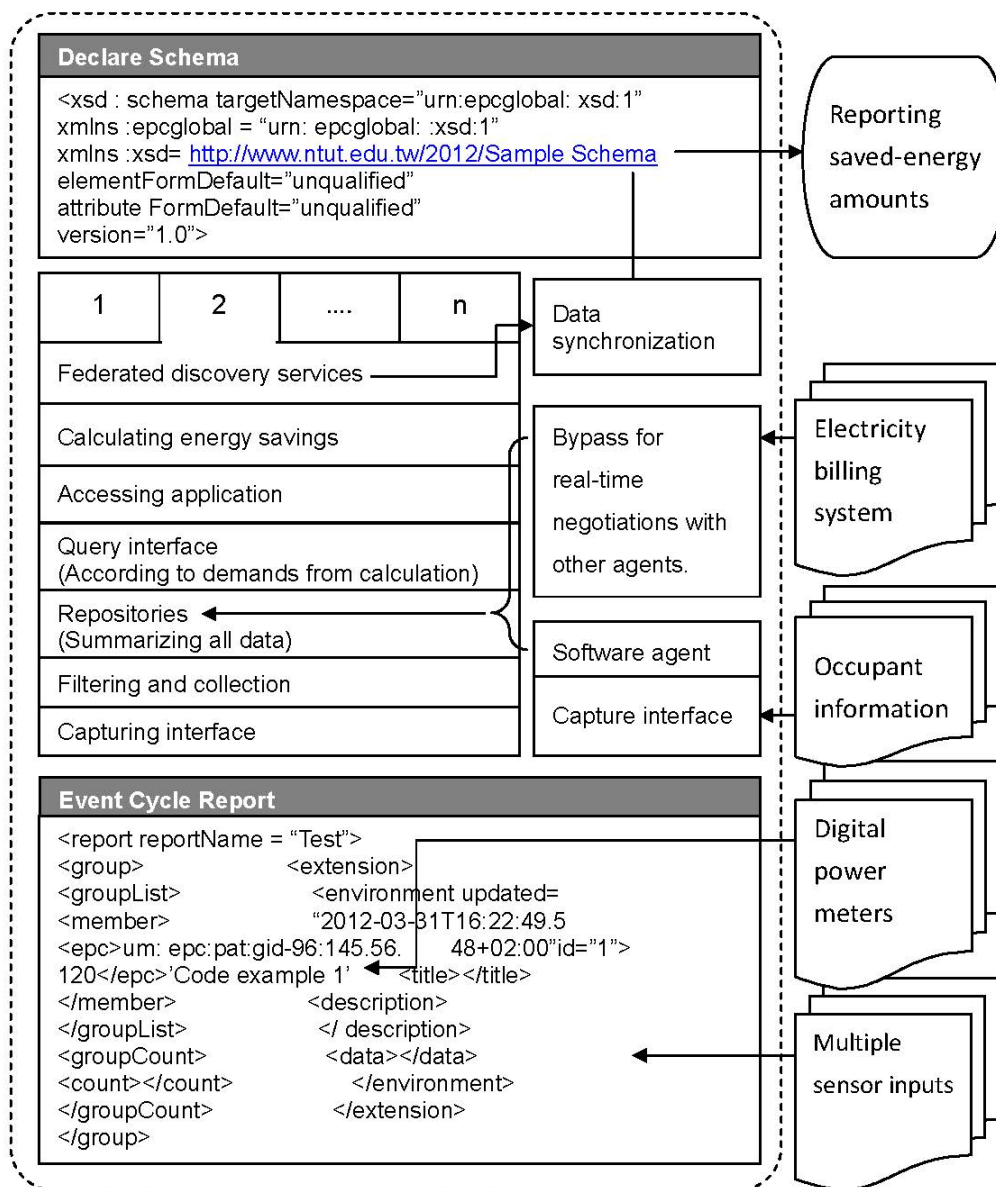 Declare Schema
<xsd : schema targetNamespace=”urn:epcglobal: xsd:1”
xmlns :epcglobal = “urn: epcglobal: :xsd:1”
xmlns :xsd= http://www.ntut.edu.tw/2012/Sample Schema
elementFormDefault=”unqualified”
attribute FormDefault=”unqualified”
version=”1.0”>
Reporting
saved-energy
amounts
1 2 .... n
Federated discovery services
Calculating energy savings
Accessing application
Query interface
(According to demands from calculation)
Repositories
(Summarizing all data)
Filtering and collection
Capturing interface
Data
synchronization
Bypass for
real-time
negotiations with
other agents.
Software agent
Capture interface
Electricity
billing
system
Occupant
information
Event Cycle Report
<report reportName = “Test”>
<group> <extension>
<groupList> <environment updated=
<member> “2012-03-31T16:22:49.5
<epc>um: epc:pat:gid-96:145.56. 48+02:00”id=”1”>
120</epc>’Code example 1’ <title></title>
</member> <description>
</groupList> </ description>
<groupCount> <data></data>
<count></count> </environment>
</groupCount> </extension>
</group>
Digital
power
meters
Multiple
sensor inputs